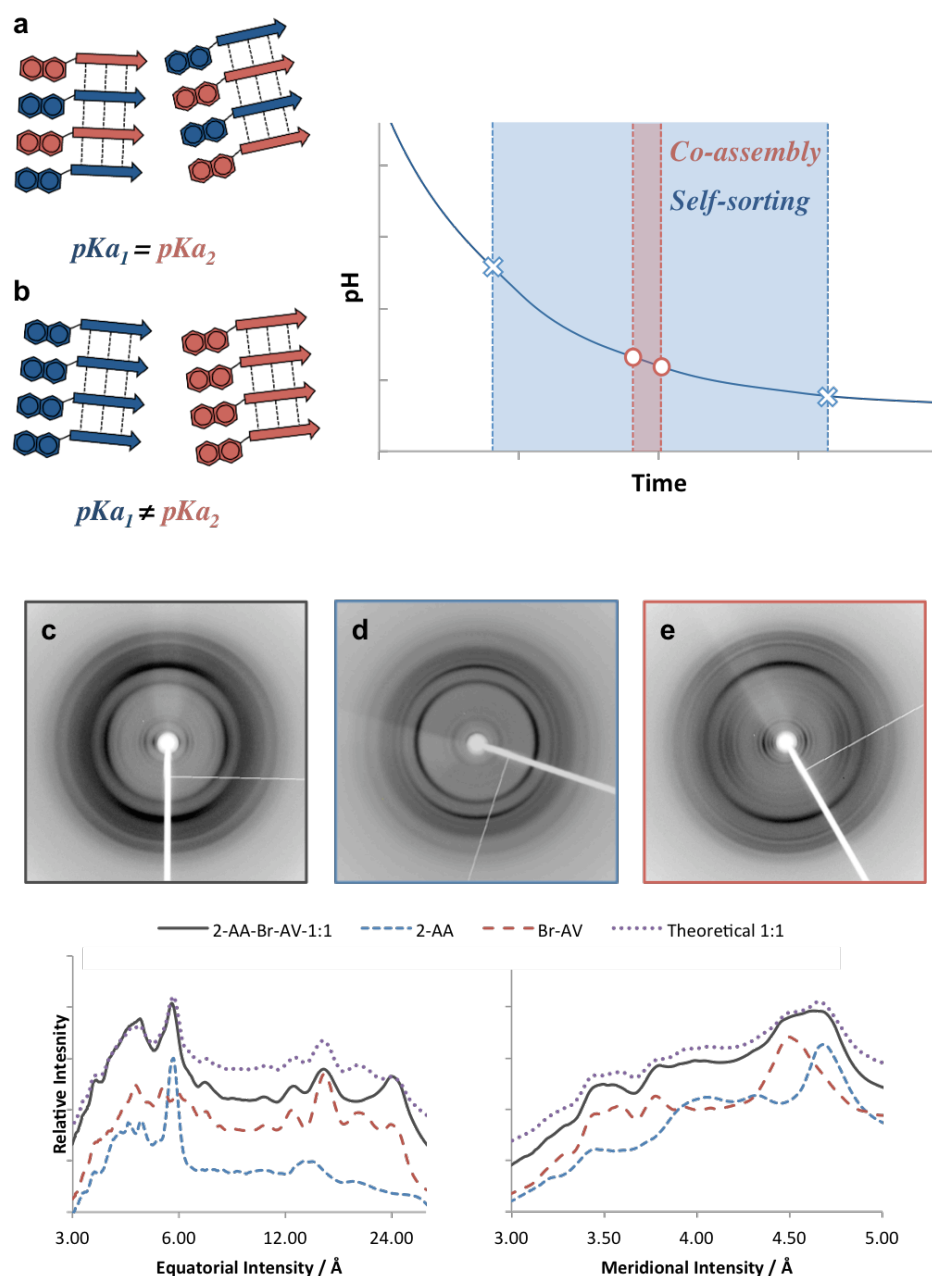 a
pKa1 = pKa2
b
pKa1 ≠ pKa2
Co-assembly
Self-sorting
pH
Time
c
d
e
2-AA-Br-AV-1:1
2-AA
Br-AV
Theoretical 1:1
Relative Intesnity
3.00 6.00 12.00 24.00
Equatorial Intensity / Å
3.00 3.50 4.00 4.50 5.00
Meridional Intensity / Å